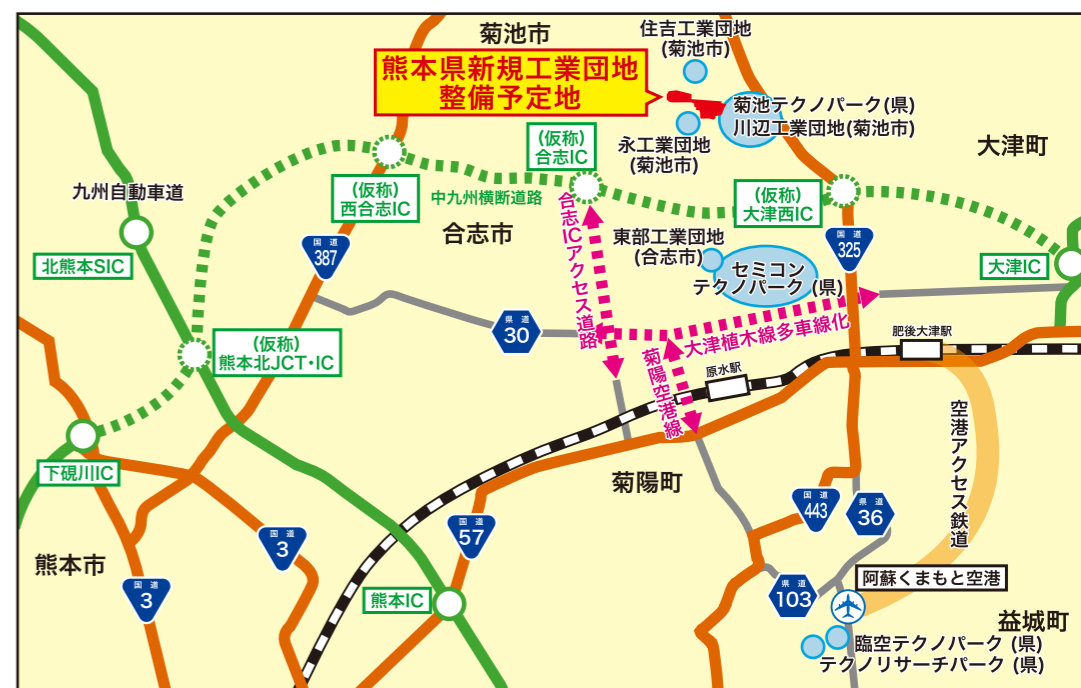 菊池市
住吉工業団地
(菊池市)
熊本県新規工業団地
整備予定地
菊池テクノパーク(県)
川辺工業団地(菊池市)
永工業団地
(菊池市)
大津町
(仮称)
合志IC
九州自動車道
(仮称)
西合志IC
中九州横断道路
(仮称)
大津西IC
合志市
合志ICアクセス道路
東部工業団地
(合志市)
国道
325
国道
387
北熊本SIC
セミコン
テクノパーク (県)
大津IC
県道
30
大津植木線多車線化
肥後大津駅
(仮称)
熊本北JCT・IC
菊陽空港線
原水駅
空港アクセス鉄道
下硯川IC
菊陽町
国道
443
県道
36
国道
57
国道
3
熊本市
国道
3
熊本IC
県道
103
阿蘇くまもと空港
益城町
臨空テクノパーク (県)
テクノリサーチパーク (県)